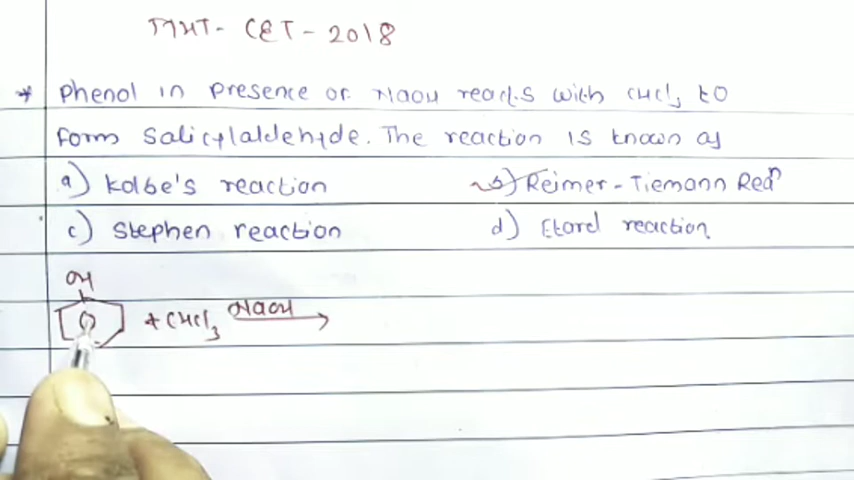 MHT- CET - 2018
* Phenol in presence of NaOH reacts with CHCl3 to
form salicylaldehyde. The reaction is known as
a) Kolbe's reaction b) Reimer - Tiemann Rea^n
c) Stephen reaction d) Etard reaction
OH
+ CHCl3 NaOH →